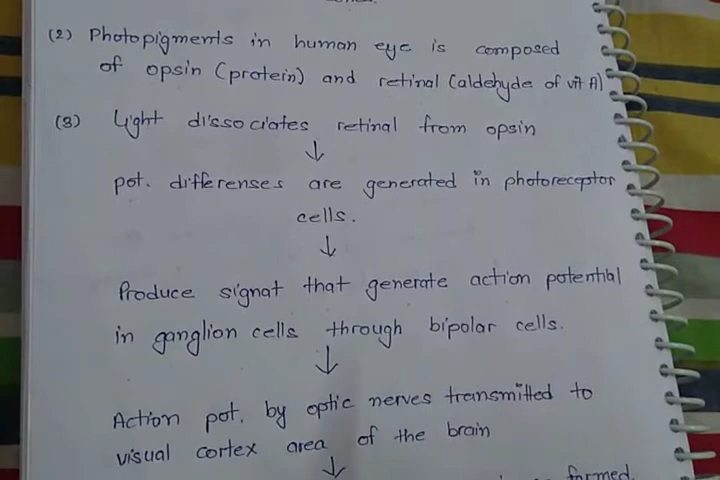 (2) Photopigments in human eye is composed
of opsin (protein) and retinal (aldehyde of vit A)
(3) Light dissociates retinal from opsin
↓
pot. differenses are generated in photoreceptor
cells.
↓
Produce signat that generate action potential
in ganglion cells through bipolar cells.
↓
Action pot. by optic nerves transmitted to
visual cortex area of the brain
↓
formed.